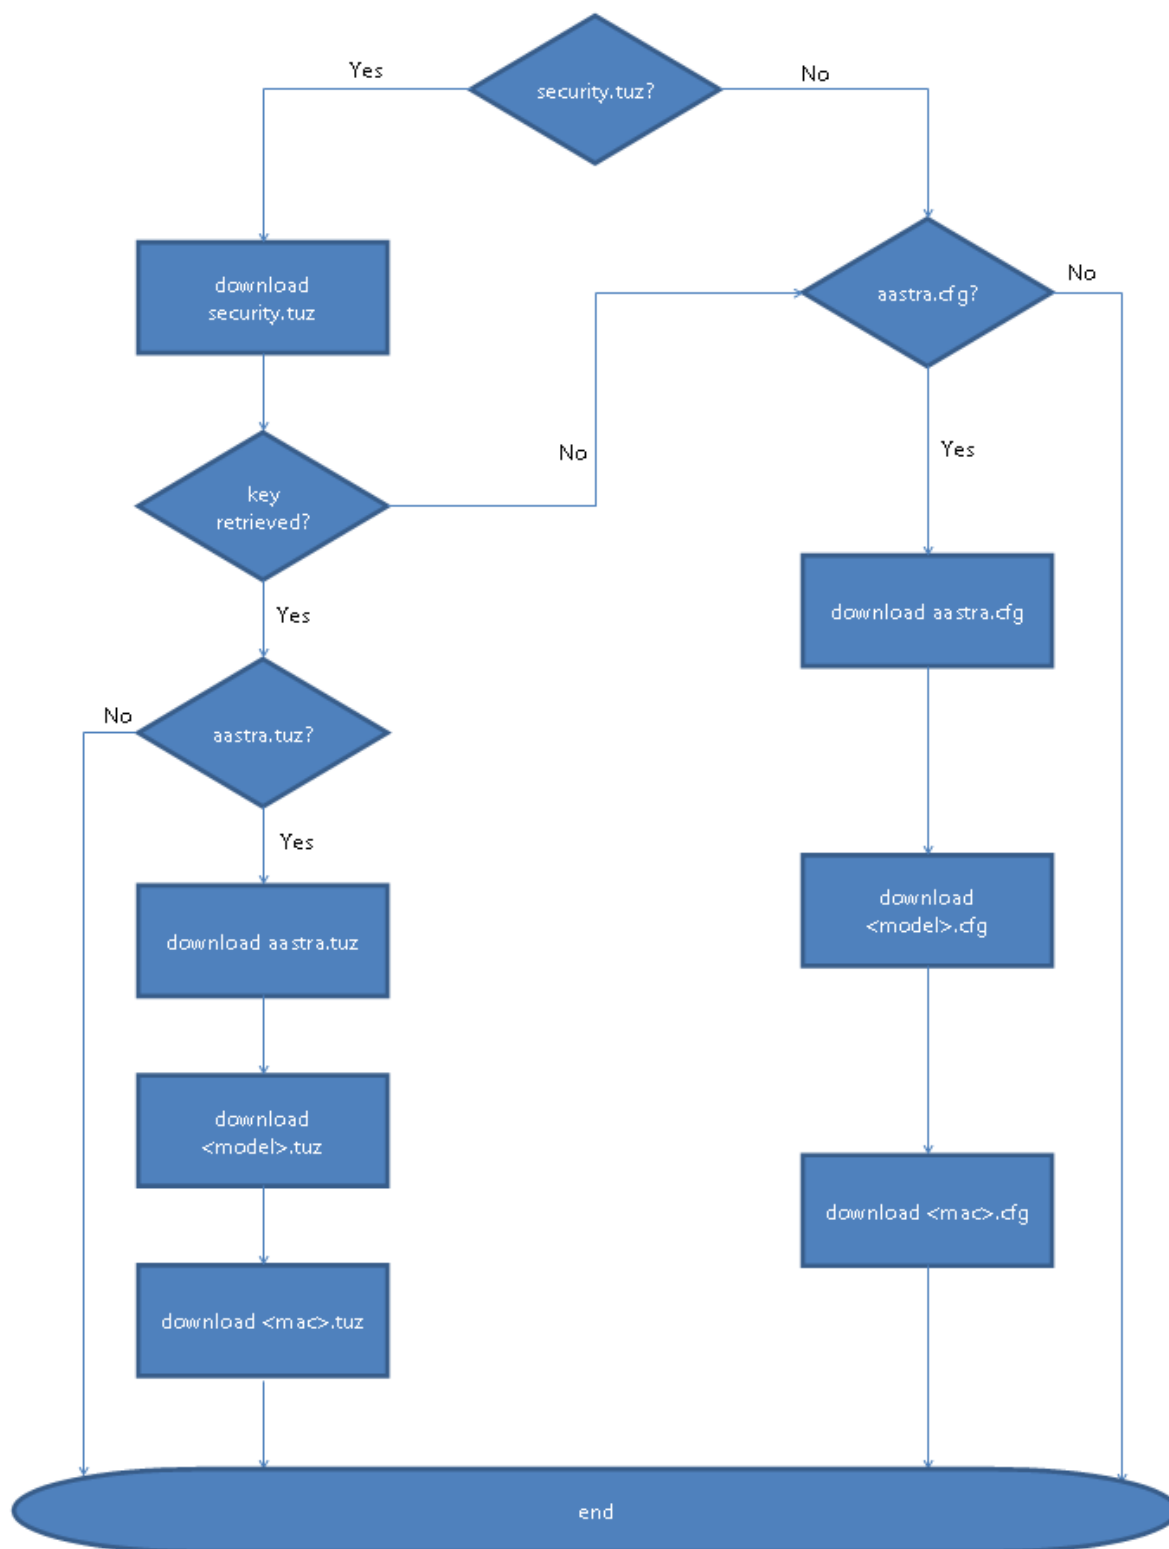 security.tuz?
Yes
No
download
security.tuz
aastra.cfg?
No
key
retrieved?
No
Yes
Yes
download aastra.cfg
aastra.tuz?
No
Yes
download
<model>.cfg
download aastra.tuz
download
<model>.tuz
download <mac>.cfg
download <mac>.tuz
end